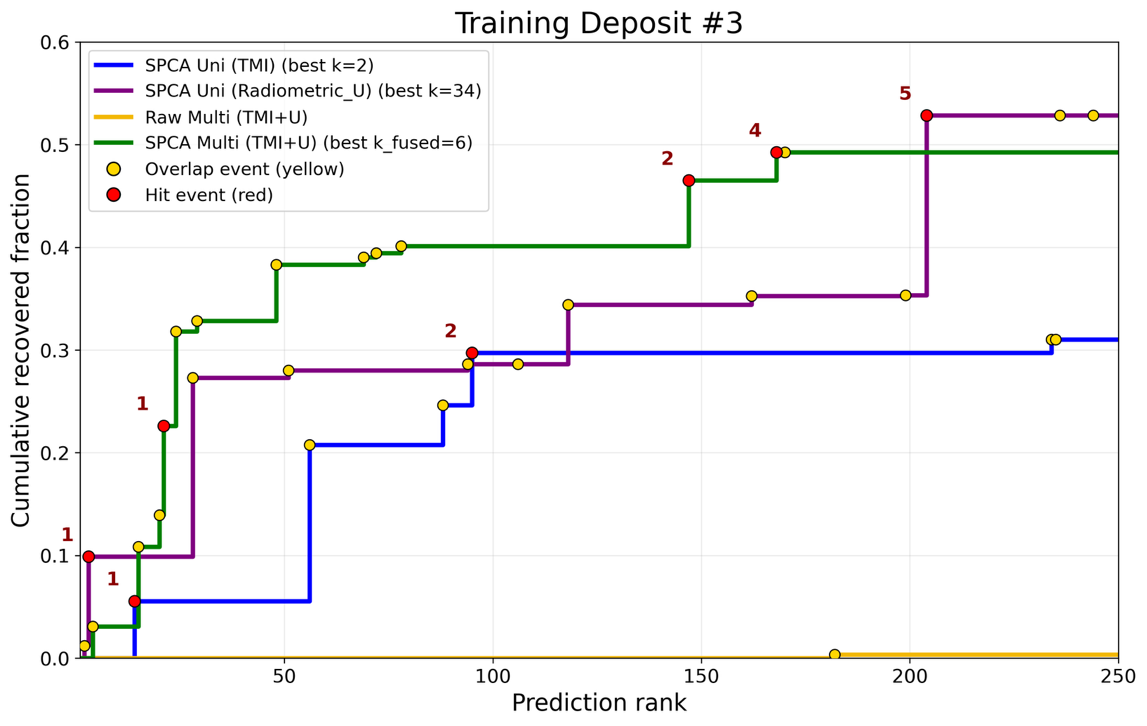 Training Deposit #3
Cumulative recovered fraction
0.6
0.5
0.4
0.3
0.2
0.1
0.0
SPCA Uni (TMI) (best k=2)
SPCA Uni (Radiometric_U) (best k=34)
Raw Multi (TMI+U)
SPCA Multi (TMI+U) (best k_fused=6)
Overlap event (yellow)
Hit event (red)
5
4
2
2
1
1
1
50
100
150
200
250
Prediction rank